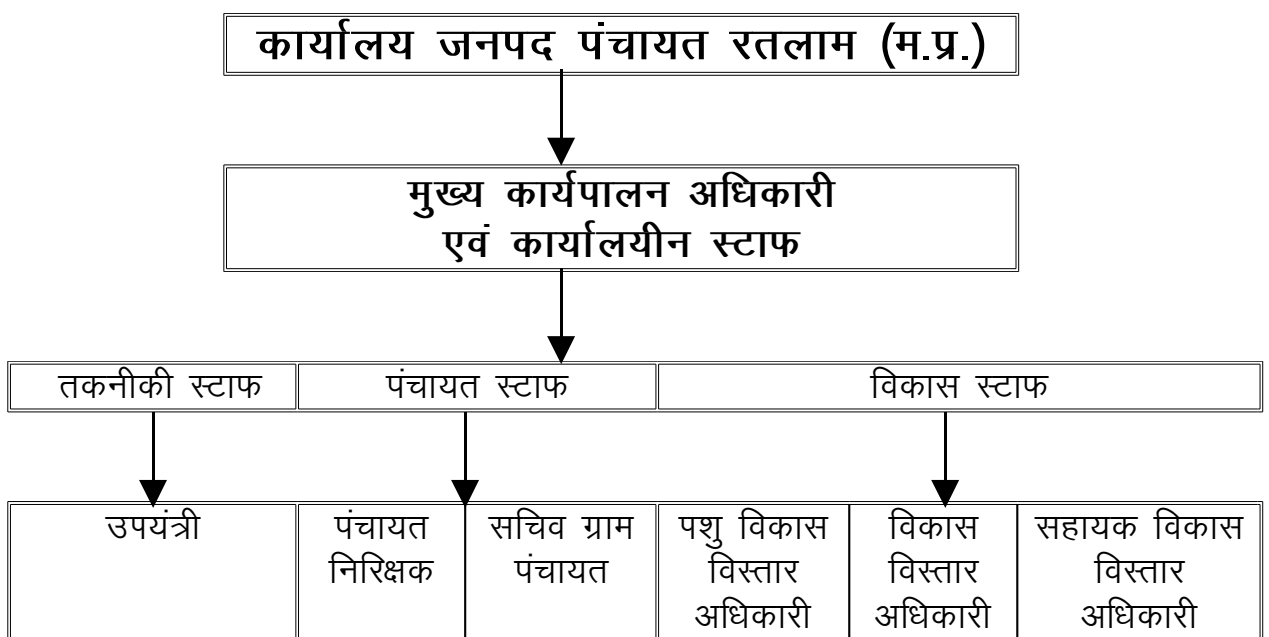 कार्यालय जनपद पंचायत रतलाम (म.प्र.)
मुख्य कार्यपालन अधिकारी
एवं कार्यालयीन स्टाफ
तकनीकी स्टाफ
पंचायत स्टाफ
विकास स्टाफ
उपयंत्री
पंचायत
निरिक्षक
सचिव ग्राम
पंचायत
पशु विकास
विस्तार
अधिकारी
विकास
विस्तार
अधिकारी
सहायक विकास
विस्तार
अधिकारी